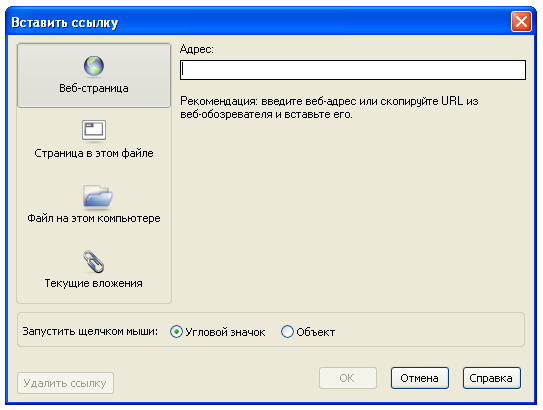 Вставить ссылку
Веб-страница
Страница в этом файле
Файл на этом компьютере
Текущие вложения
Адрес:
Рекомендация: введите веб-адрес или скопируйте URL из
веб-обозревателя и вставьте его.
Запустить щелчком мыши: Угловой значок Объект
Удалить ссылку OK Отмена Справка